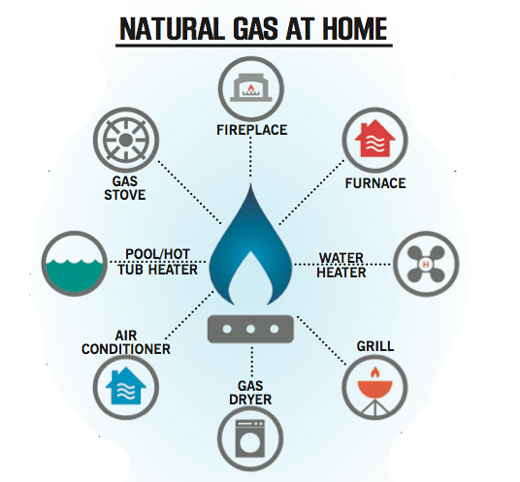 NATURAL GAS AT HOME
FIREPLACE
GAS
STOVE
FURNACE
POOL/HOT
TUB HEATER
WATER
HEATER
H
AIR
CONDITIONER
GRILL
GAS
DRYER